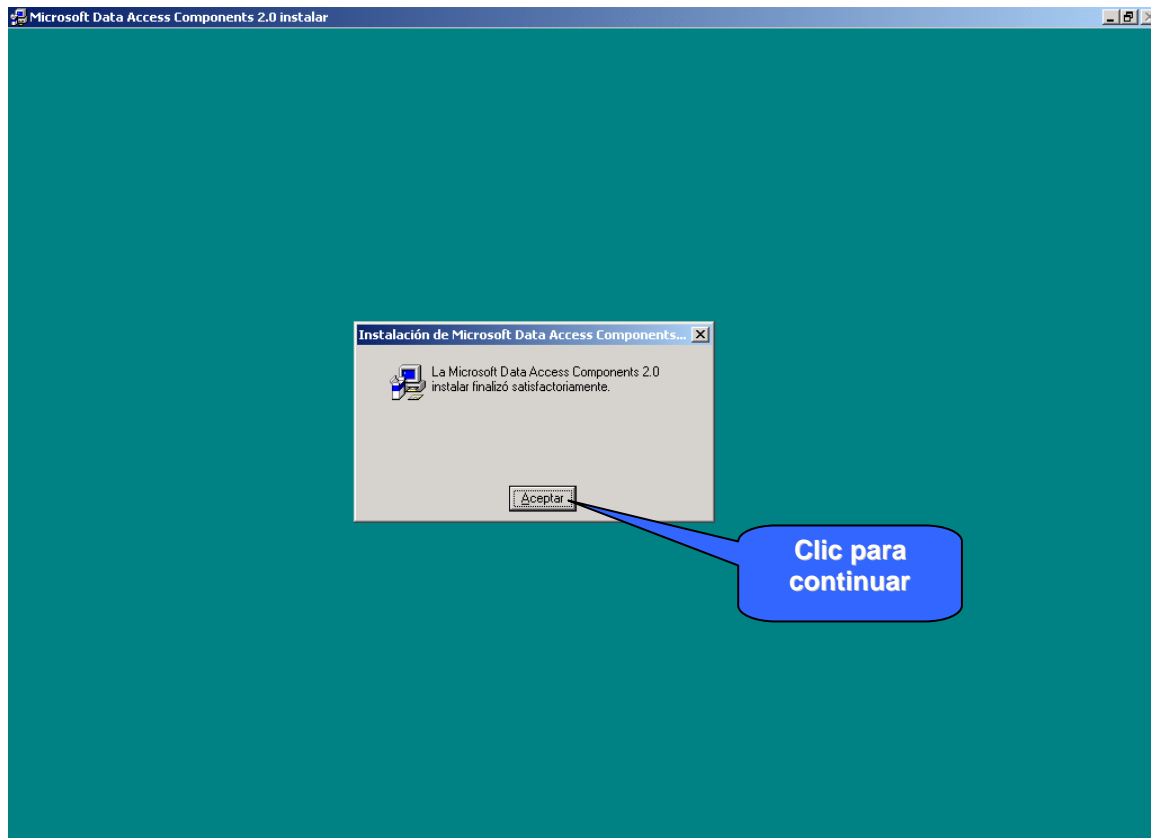 Microsoft Data Access Components 2.0 instalar
Instalación de Microsoft Data Access Components...
La Microsoft Data Access Components 2.0
instalar finalizó satisfactoriamente.
Aceptar
Clic para
continuar